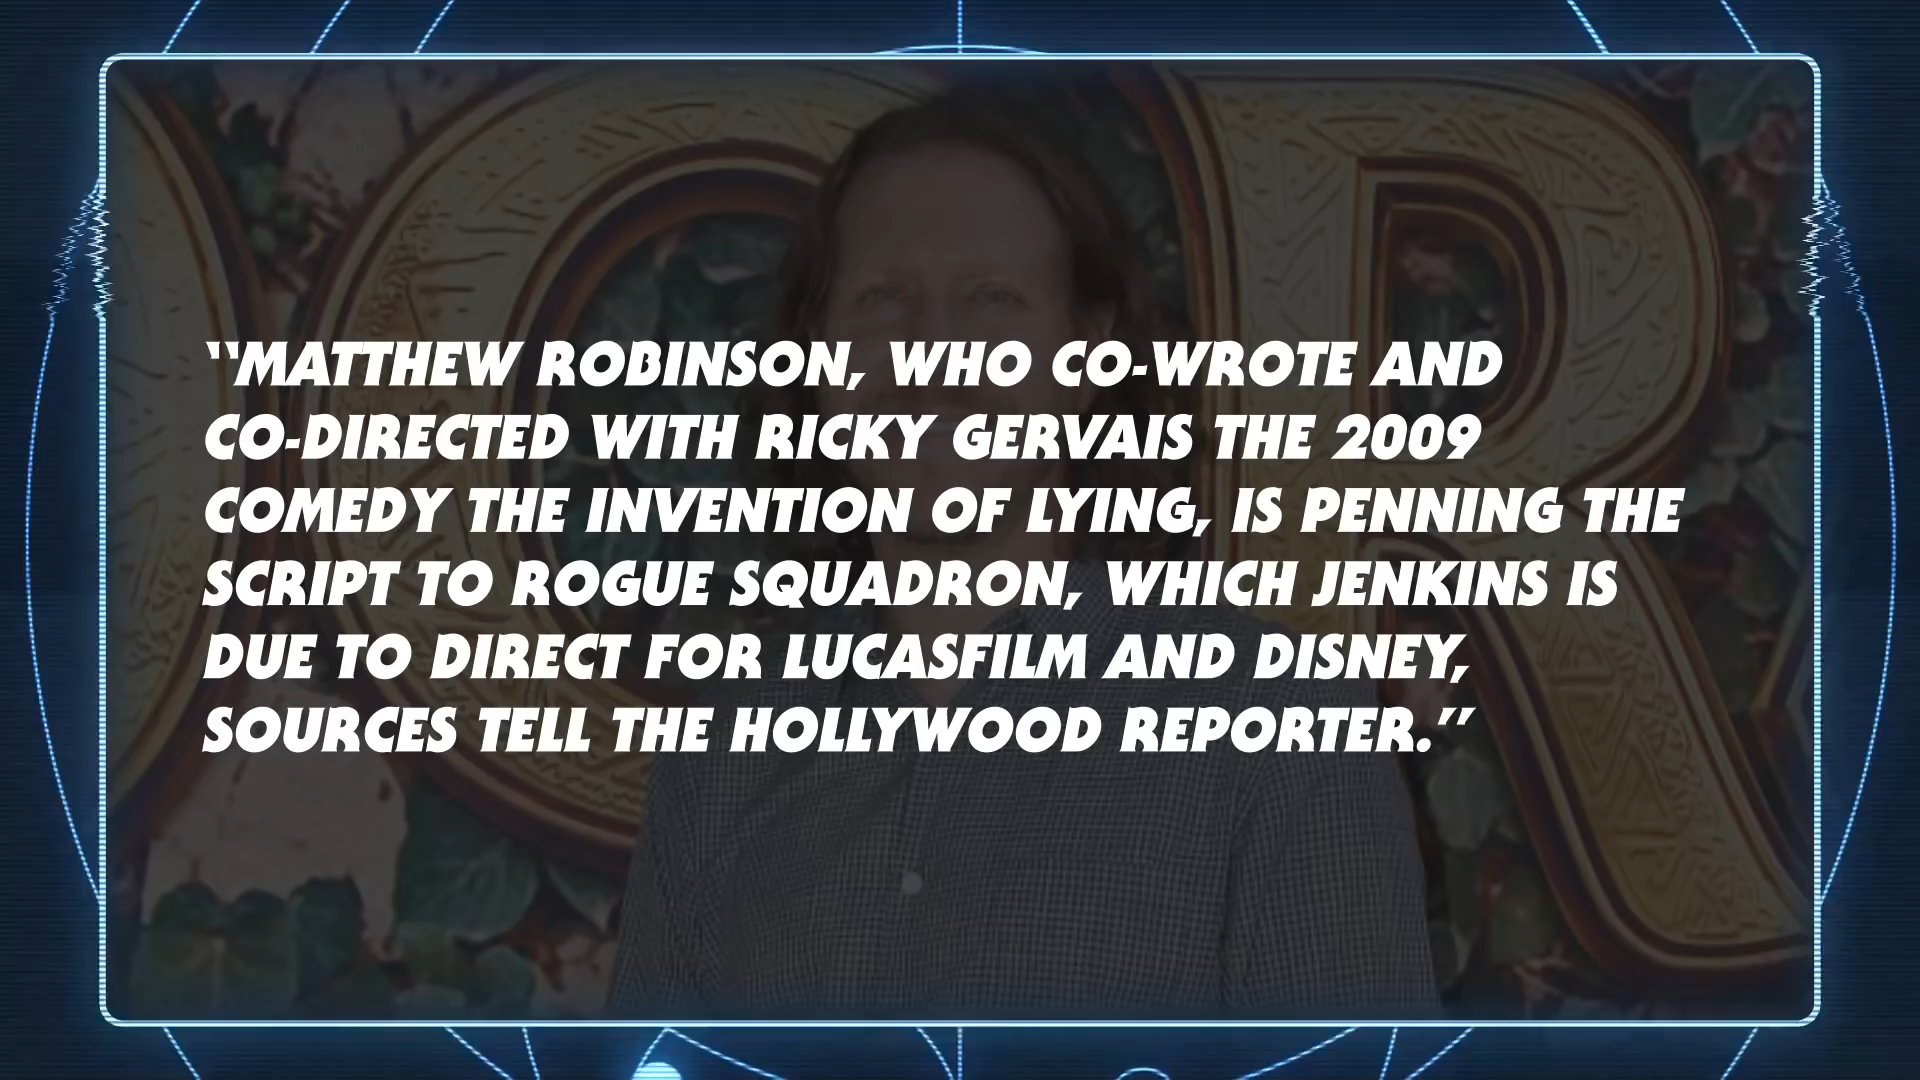 “MATTHEW ROBINSON, WHO CO-WROTE AND
CO-DIRECTED WITH RICKY GERVAIS THE 2009
COMEDY THE INVENTION OF LYING, IS PENNING THE
SCRIPT TO ROGUE SQUADRON, WHICH JENKINS IS
DUE TO DIRECT FOR LUCASFILM AND DISNEY,
SOURCES TELL THE HOLLYWOOD REPORTER.”